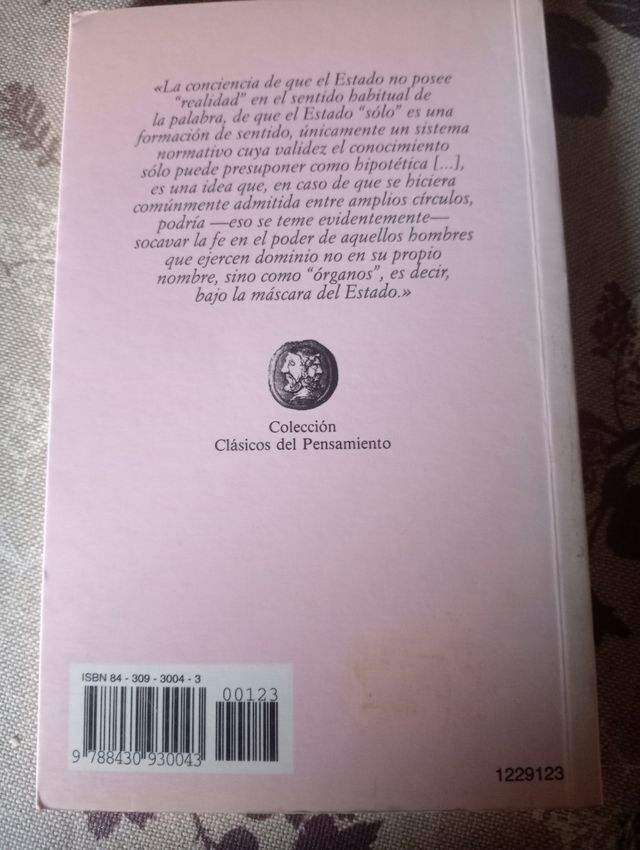 «La conciencia de que el Estado no posee
“realidad” en el sentido habitual de
la palabra, de que el Estado “sólo” es una
formación de sentido, únicamente un sistema
normativo cuya validez el conocimiento
sólo puede presuponer como hipotética [...],
es una idea que, en caso de que se hiciera
comúnmente admitida entre amplios círculos,
podría —eso se teme evidentemente—
socavar la fe en el poder de aquellos hombres
que ejercen dominio no en su propio
nombre, sino como “órganos”, es decir,
bajo la máscara del Estado.»
Colección
Clásicos del Pensamiento
ISBN 84 - 309 - 3004 - 3
00123
9 788430 930043
1229123